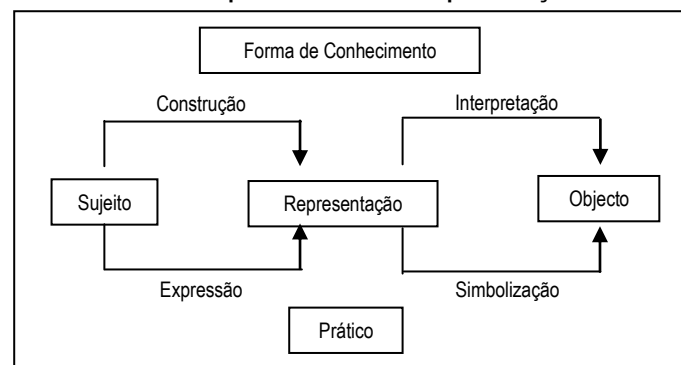 Forma de Conhecimento
Construção
Interpretação
Sujeito
Representação
Objecto
Expressão
Simbolização
Prático